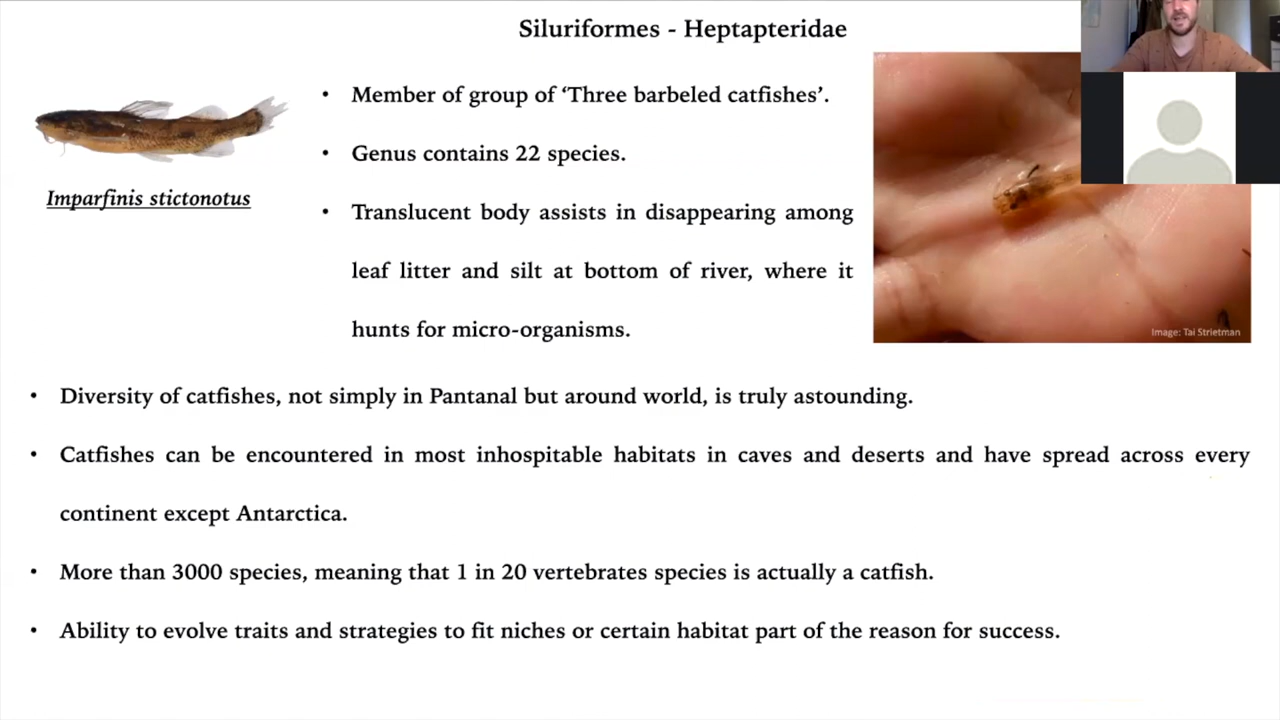 Siluriformes - Heptapteridae
Imparfinis stictonotus
• Member of group of ‘Three barbeled catfishes’.
• Genus contains 22 species.
• Translucent body assists in disappearing among
leaf litter and silt at bottom of river, where it
hunts for micro-organisms.
Image: Tai Strietman
• Diversity of catfishes, not simply in Pantanal but around world, is truly astounding.
• Catfishes can be encountered in most inhospitable habitats in caves and deserts and have spread across every
continent except Antarctica.
• More than 3000 species, meaning that 1 in 20 vertebrates species is actually a catfish.
• Ability to evolve traits and strategies to fit niches or certain habitat part of the reason for success.